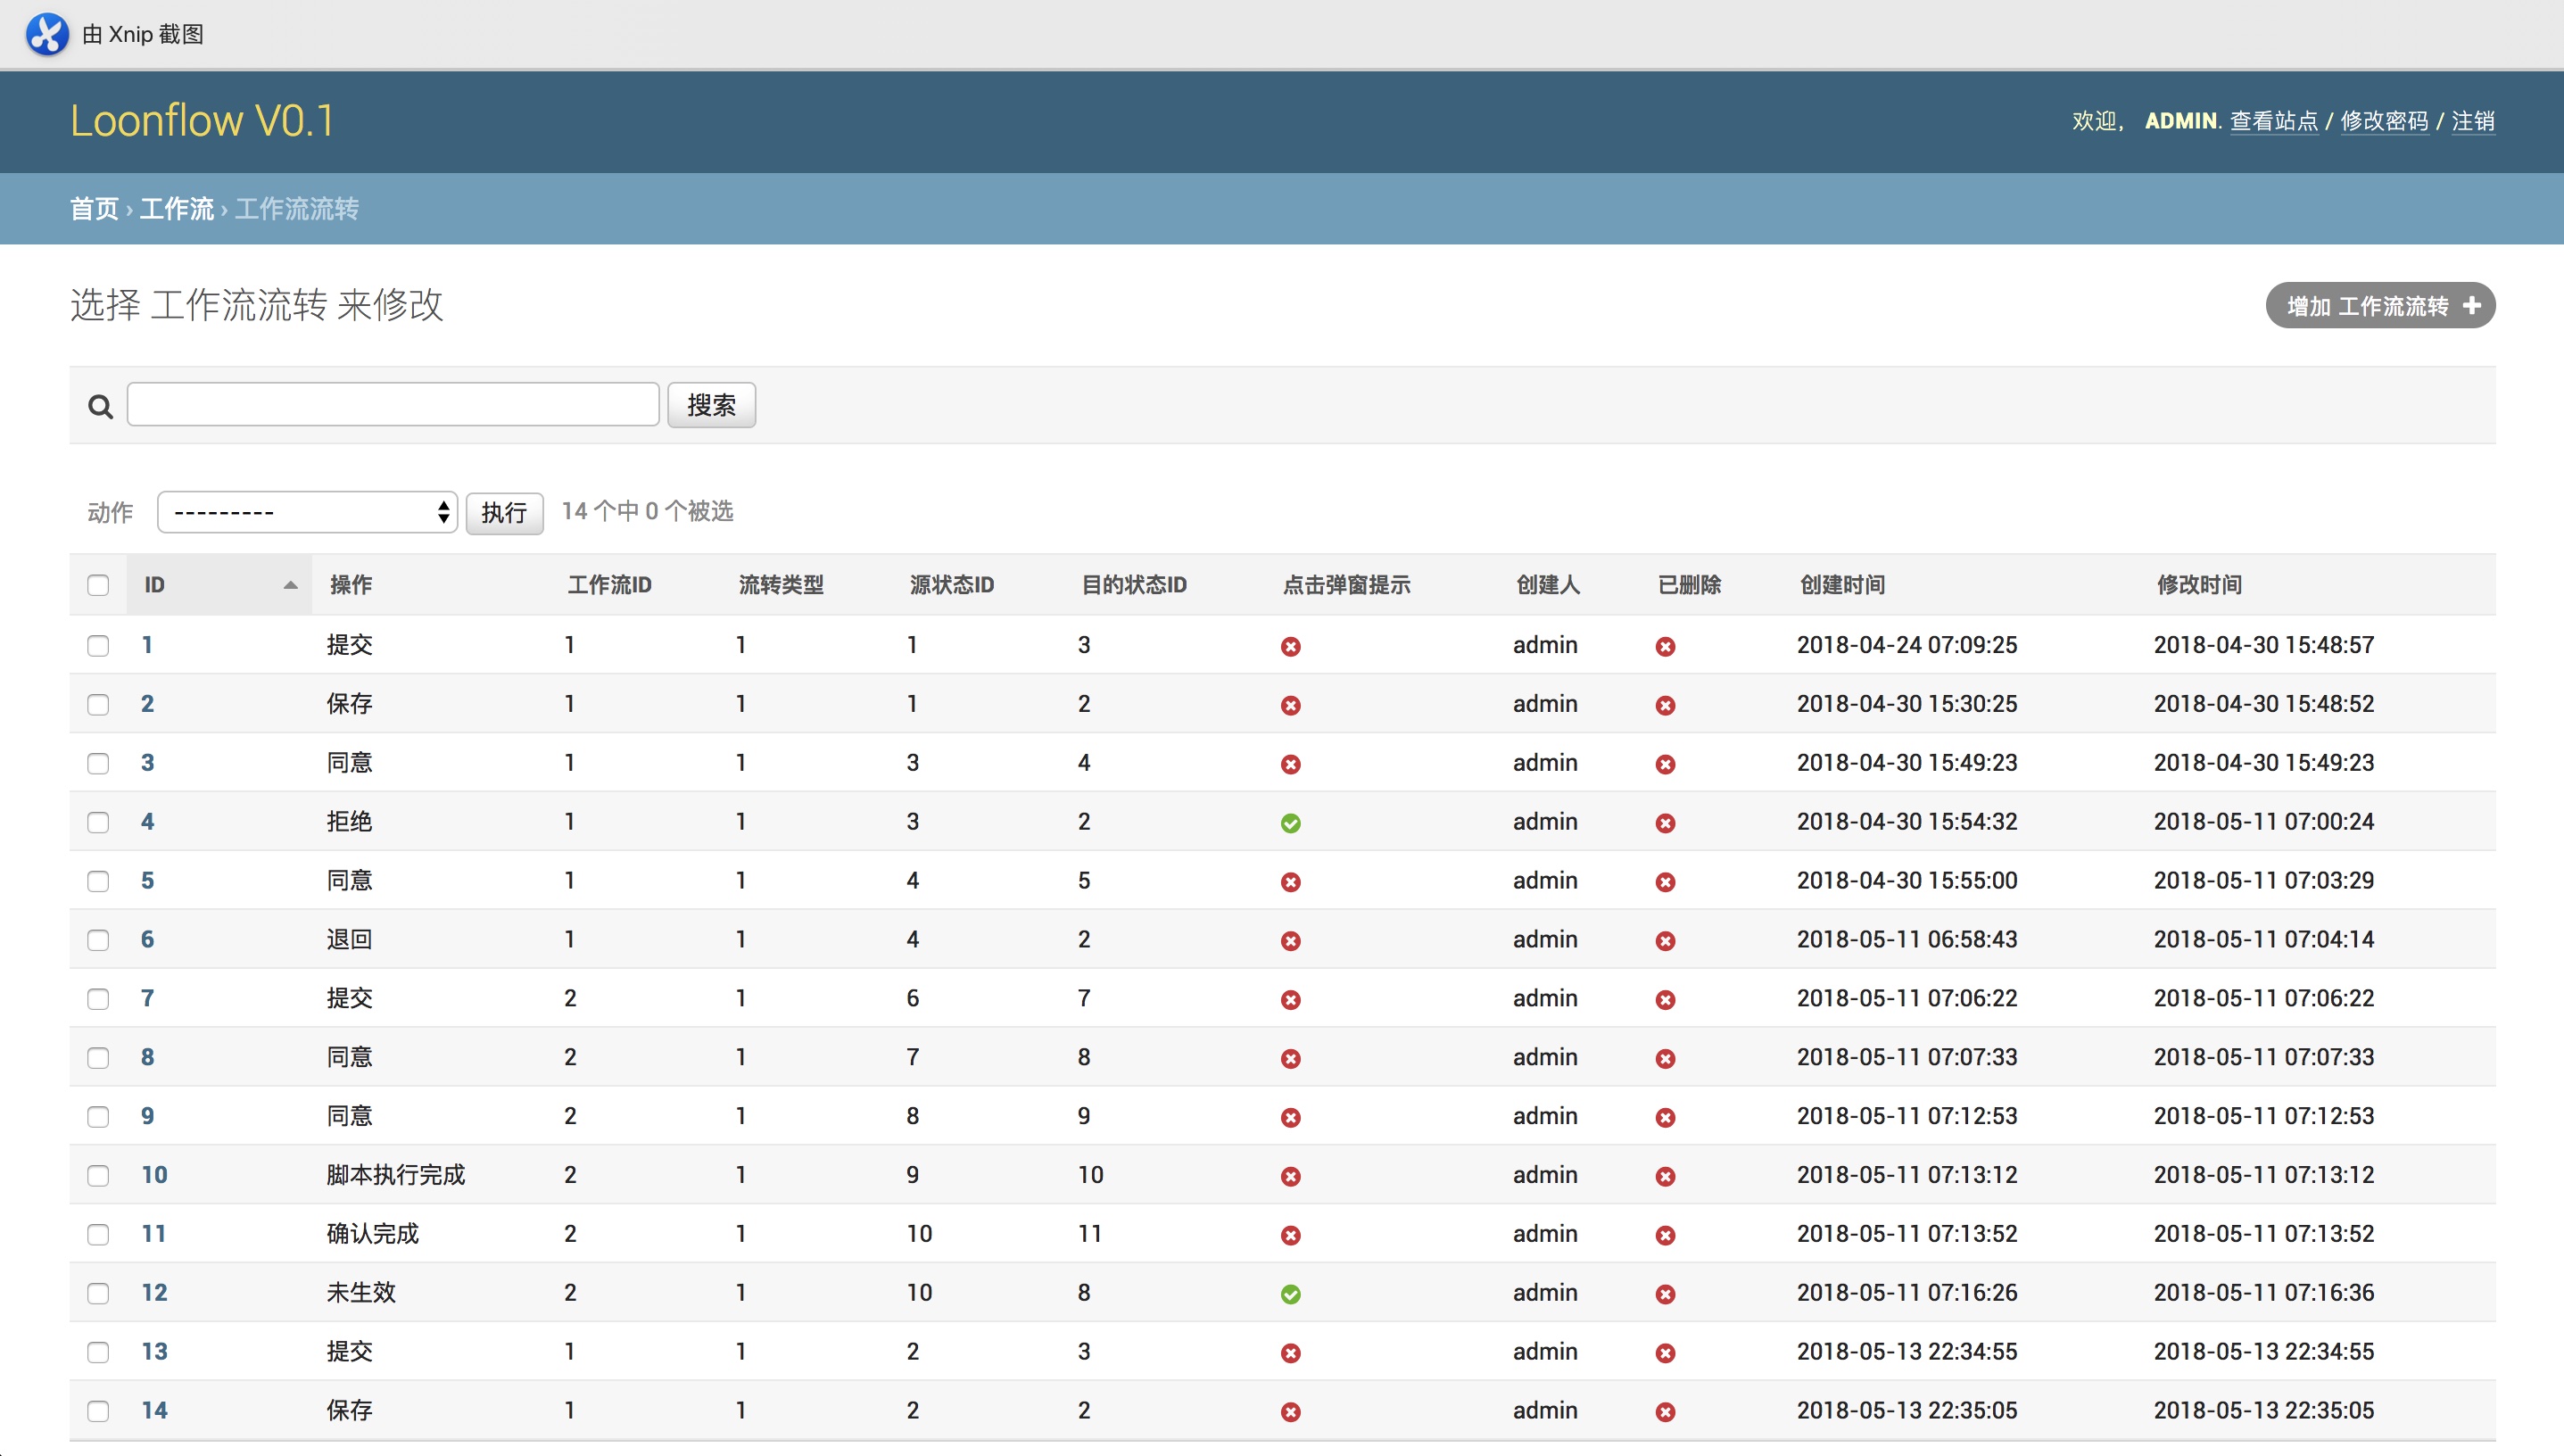 由 Xnip 截图
Loonflow V0.1
欢迎， ADMIN. 查看站点 / 修改密码 / 注销
首页 › 工作流 › 工作流流转
选择 工作流流转 来修改
增加 工作流流转 +
搜索
动作 --------- 执行 14 个中 0 个被选
ID 操作 工作流ID 流转类型 源状态ID 目的状态ID 点击弹窗提示 创建人 已删除 创建时间 修改时间
1 提交 1 1 1 3 admin 2018-04-24 07:09:25 2018-04-30 15:48:57
2 保存 1 1 1 2 admin 2018-04-30 15:30:25 2018-04-30 15:48:52
3 同意 1 1 3 4 admin 2018-04-30 15:49:23 2018-04-30 15:49:23
4 拒绝 1 1 3 2 admin 2018-04-30 15:54:32 2018-05-11 07:00:24
5 同意 1 1 4 5 admin 2018-04-30 15:55:00 2018-05-11 07:03:29
6 退回 1 1 4 2 admin 2018-05-11 06:58:43 2018-05-11 07:04:14
7 提交 2 1 6 7 admin 2018-05-11 07:06:22 2018-05-11 07:06:22
8 同意 2 1 7 8 admin 2018-05-11 07:07:33 2018-05-11 07:07:33
9 同意 2 1 8 9 admin 2018-05-11 07:12:53 2018-05-11 07:12:53
10 脚本执行完成 2 1 9 10 admin 2018-05-11 07:13:12 2018-05-11 07:13:12
11 确认完成 2 1 10 11 admin 2018-05-11 07:13:52 2018-05-11 07:13:52
12 未生效 2 1 10 8 admin 2018-05-11 07:16:26 2018-05-11 07:16:36
13 提交 1 1 2 3 admin 2018-05-13 22:34:55 2018-05-13 22:34:55
14 保存 1 1 2 2 admin 2018-05-13 22:35:05 2018-05-13 22:35:05